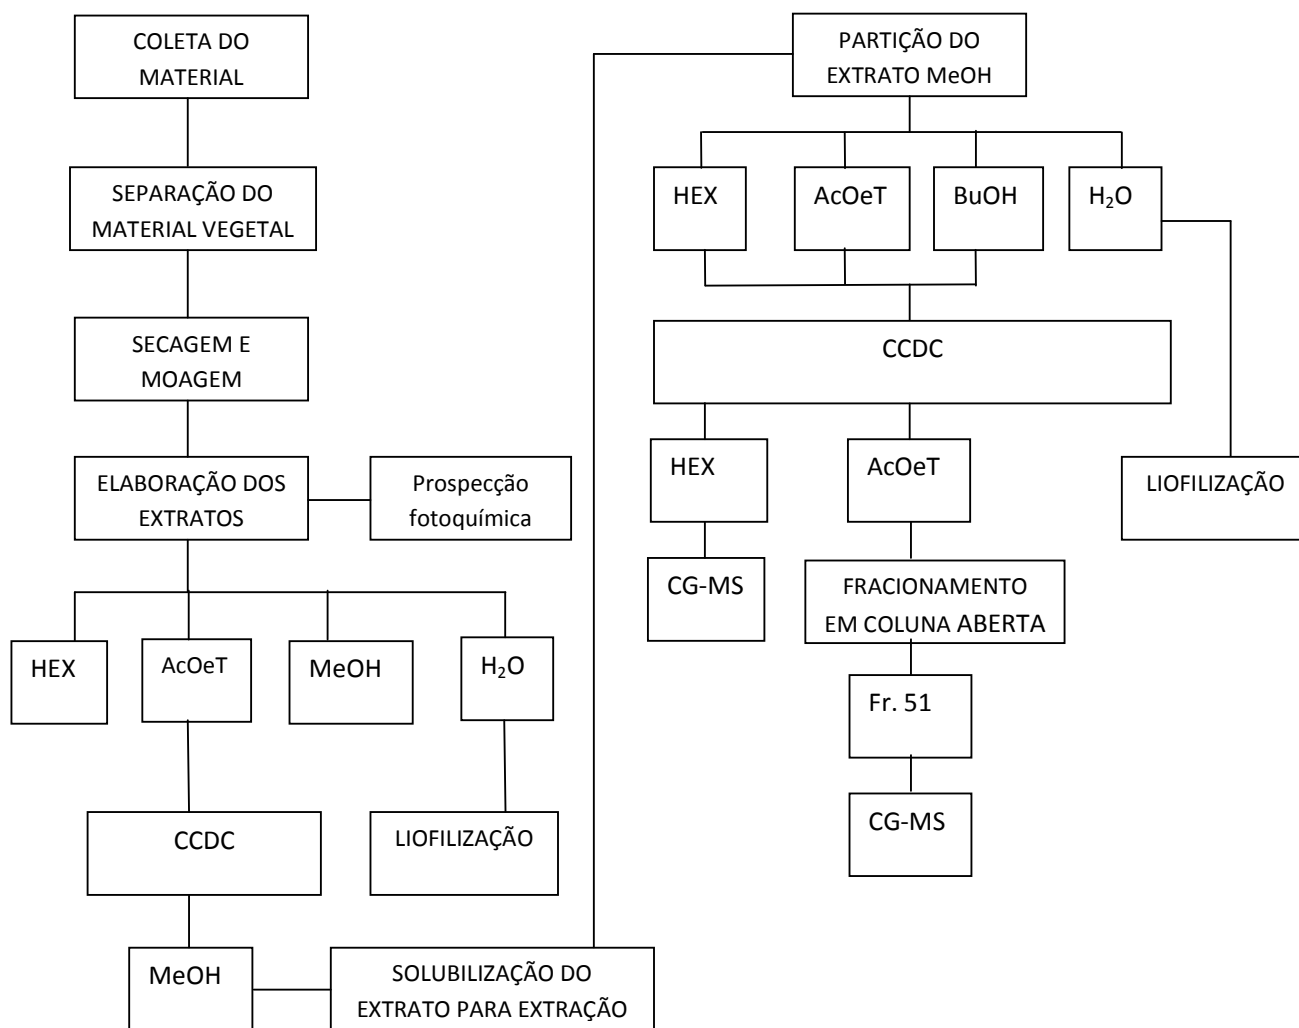 COLETA DO
MATERIAL
SEPARAÇÃO DO
MATERIAL VEGETAL
SECAGEM E
MOAGEM
ELABORAÇÃO DOS
EXTRATOS
Prospecção
fotoquímica
HEX
AcOeT
MeOH
H₂O
CCDC
LIOFILIZAÇÃO
MeOH
SOLUBILIZAÇÃO DO
EXTRATO PARA EXTRAÇÃO
PARTIÇÃO DO
EXTRATO MeOH
HEX
AcOeT
BuOH
H₂O
CCDC
HEX
AcOeT
LIOFILIZAÇÃO
CG-MS
FRACIONAMENTO
EM COLUNA ABERTA
Fr. 51
CG-MS